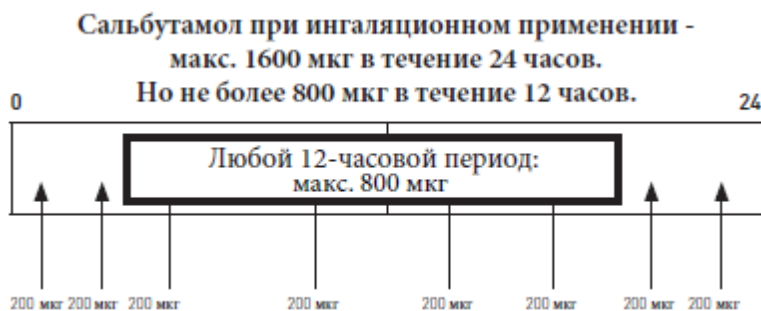 Сальбутамол при ингаляционном применении -
макс. 1600 мкг в течение 24 часов.
Но не более 800 мкг в течение 12 часов.
0
24
Любой 12-часовой период:
макс. 800 мкг
200 мкг 200 мкг 200 мкг 200 мкг 200 мкг 200 мкг 200 мкг 200 мкг